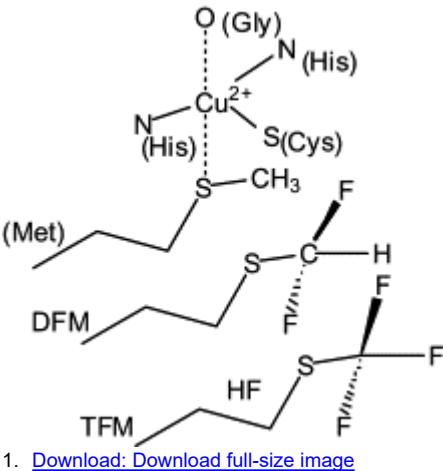 O (Gly)
N (His)
Cu2+
N (His)
S(Cys)
S CH3
(Met)
F
S C H
F
DFM
F
S F
HF
F
TFM
1. Download: Download full-size image